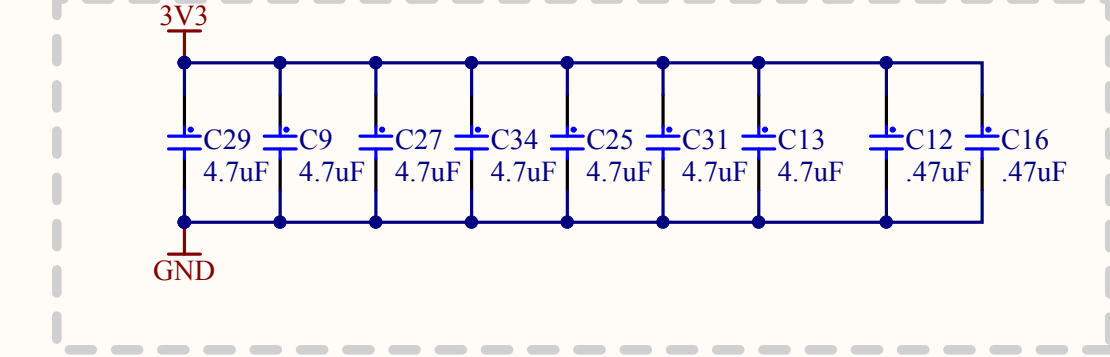 3V3
C29 C9 C27 C34 C25 C31 C13 C12 C16
4.7uF 4.7uF 4.7uF 4.7uF 4.7uF 4.7uF 4.7uF .47uF .47uF
GND